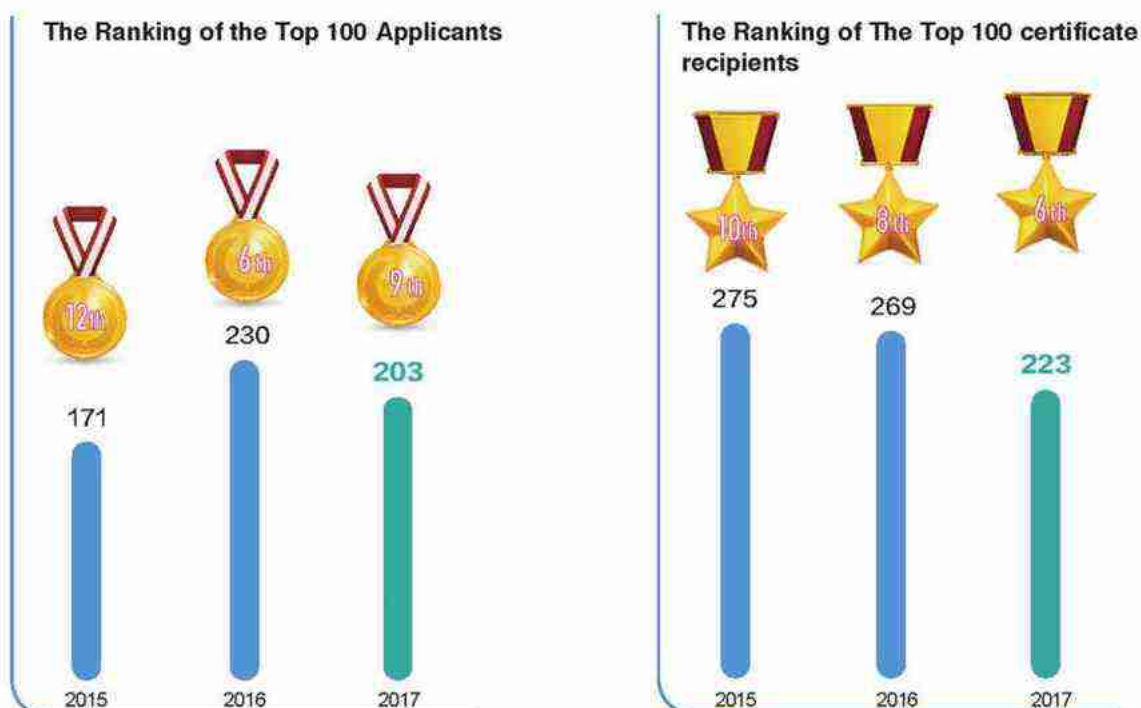 The Ranking of the Top 100 Applicants
12th
6th
9th
171
230
203
2015
2016
2017
The Ranking of The Top 100 certificate
recipients
10th
8th
6th
275
269
223
2015
2016
2017